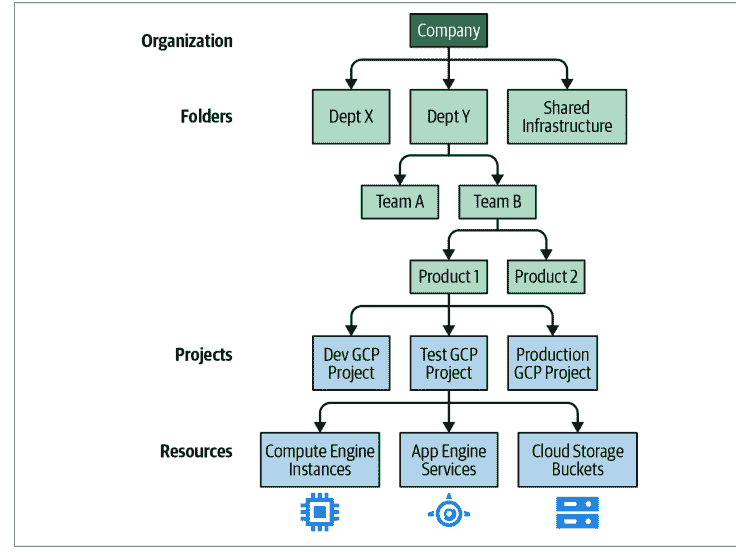 Organization
Company
Folders
Dept X
Dept Y
Shared
Infrastructure
Team A
Team B
Product 1
Product 2
Projects
Dev GCP
Project
Test GCP
Project
Production
GCP Project
Resources
Compute Engine
Instances
App Engine
Services
Cloud Storage
Buckets